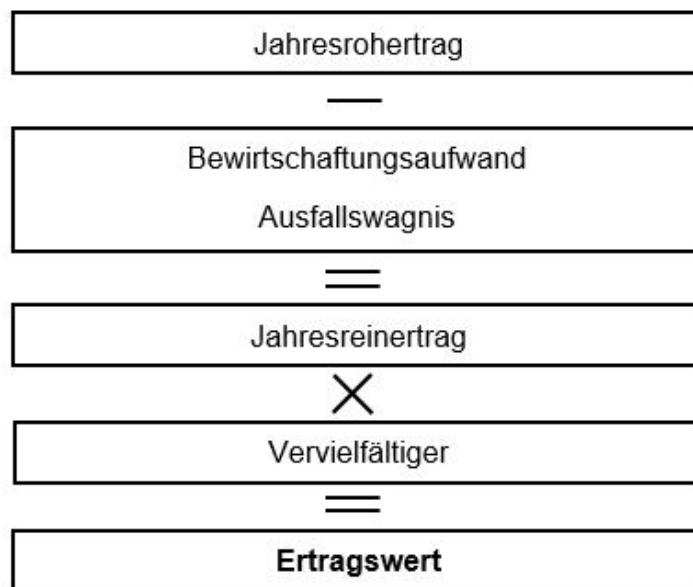 Jahresrohertrag
—
Bewirtschaftungsaufwand
Ausfallswagnis
=
Jahresreinertrag
×
Vervielfältiger
=
Ertragswert